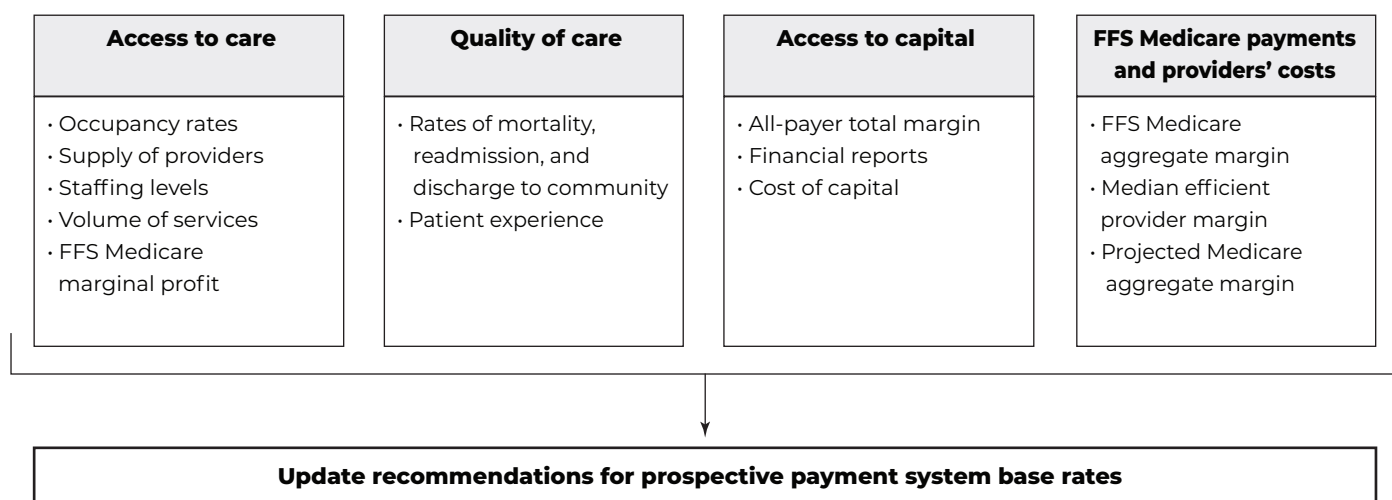 Access to care
· Occupancy rates
· Supply of providers
· Staffing levels
· Volume of services
· FFS Medicare
marginal profit
Quality of care
· Rates of mortality,
readmission, and
discharge to community
· Patient experience
Access to capital
· All-payer total margin
· Financial reports
· Cost of capital
FFS Medicare payments
and providers’ costs
· FFS Medicare
aggregate margin
· Median efficient
provider margin
· Projected Medicare
aggregate margin
Update recommendations for prospective payment system base rates